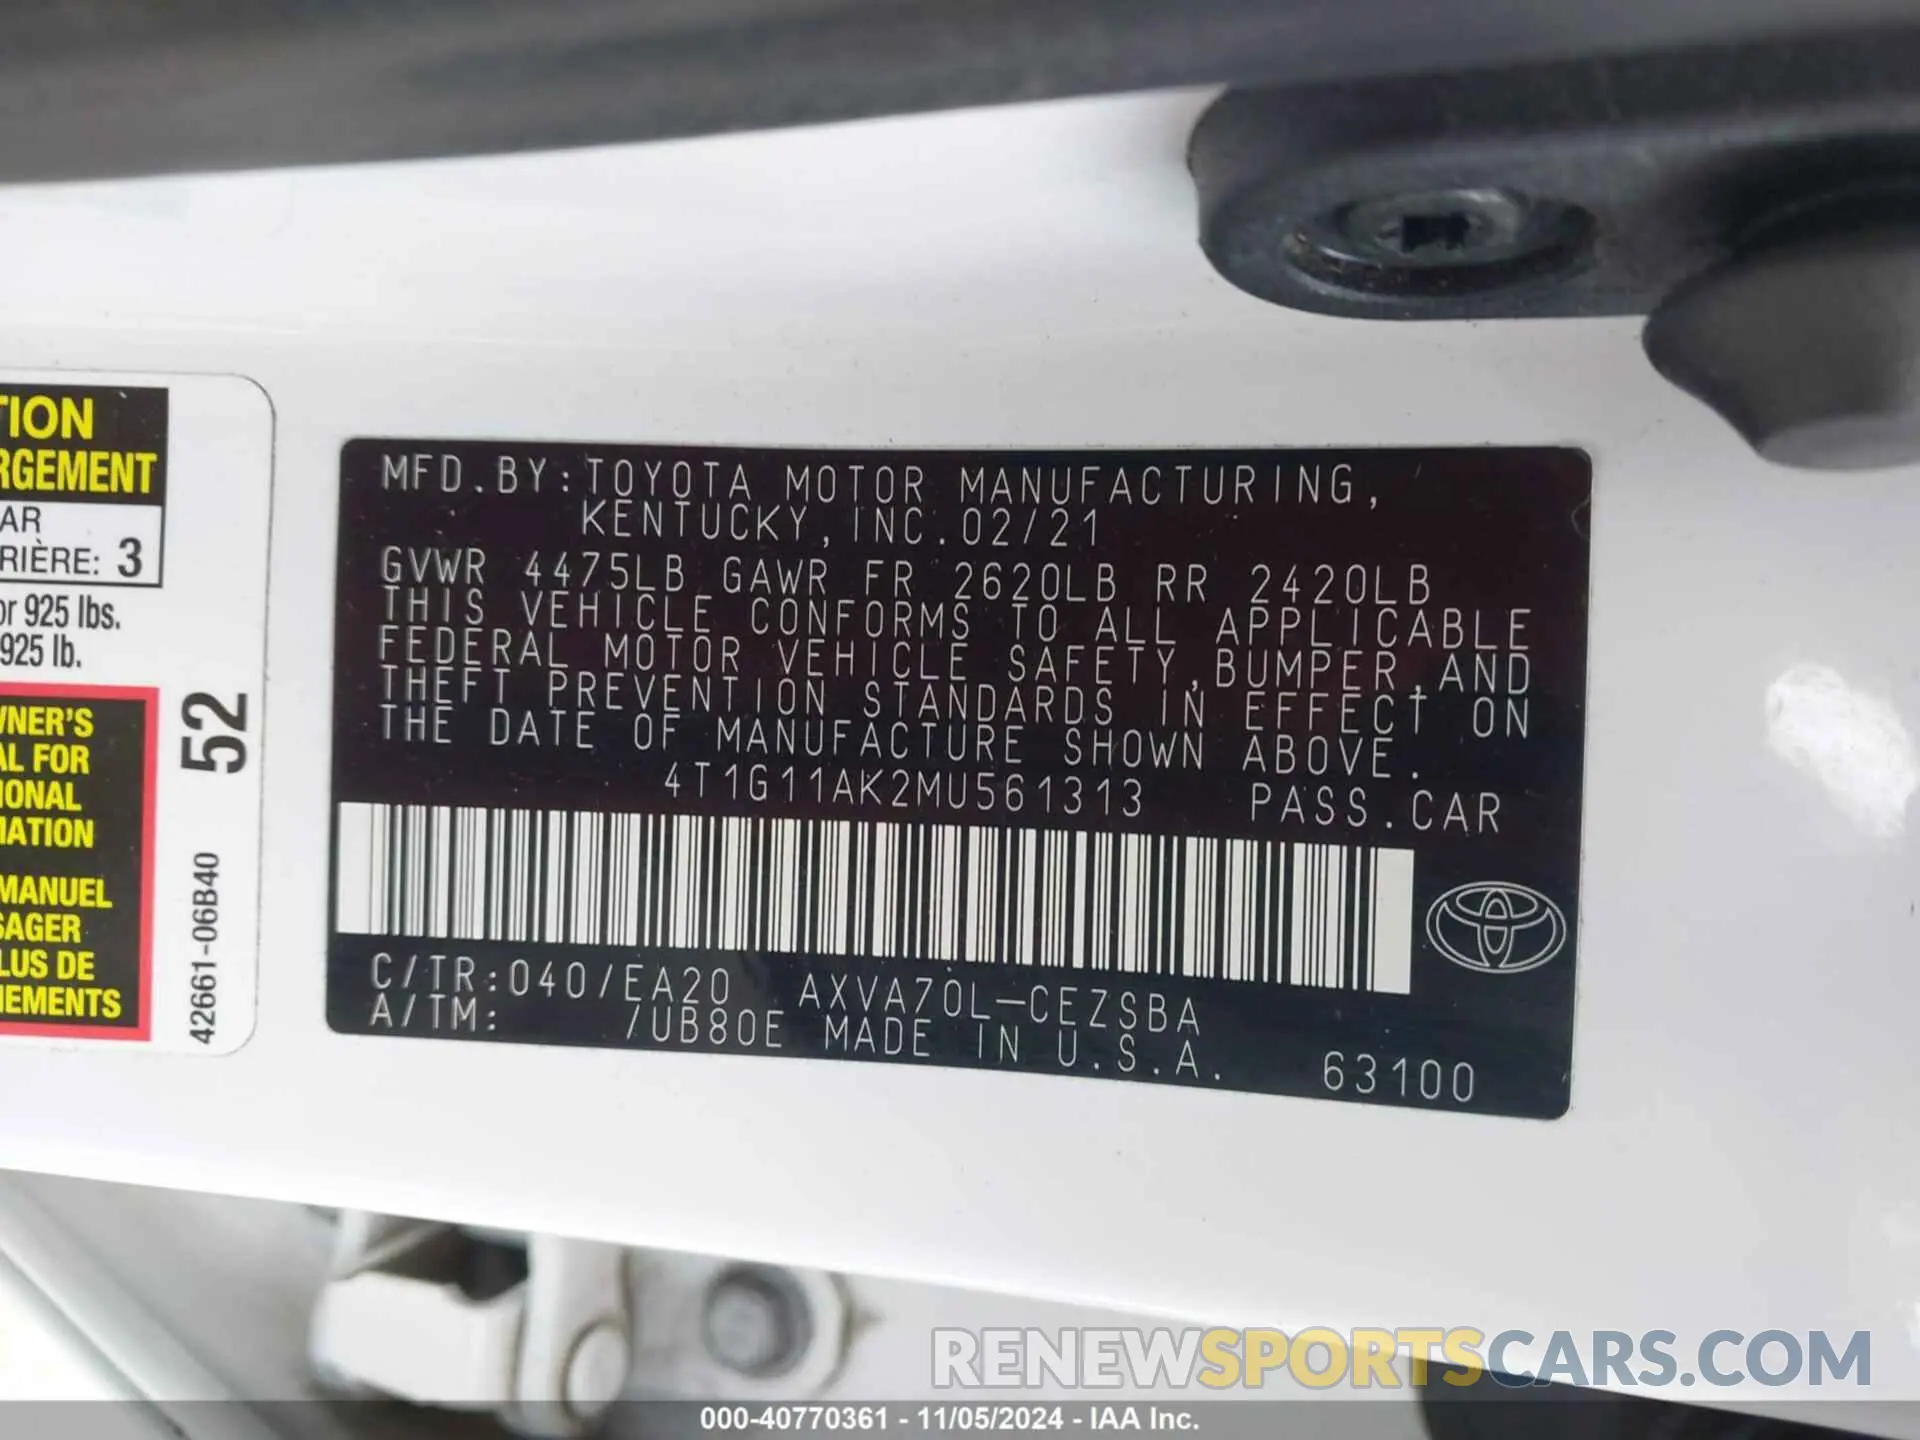 TION
RGEMENT
AR
RIÈRE: 3
or 925 lbs.
925 lb.
WNER'S
AL FOR
IONAL
MATION
MANUEL
SAGER
LUS DE
NEMENTS
52
42661-06B40
MFD.BY:TOYOTA MOTOR MANUFACTURING,
KENTUCKY,INC.02/21
GVWR 4475LB GAWR FR 2620LB RR 2420LB
THIS VEHICLE CONFORMS TO ALL APPLICABLE
FEDERAL MOTOR VEHICLE SAFETY,BUMPER,AND
THEFT PREVENTION STANDARDS IN EFFECT ON
THE DATE OF MANUFACTURE SHOWN ABOVE.
4T1G11AK2MU561313 PASS.CAR
C/TR:040/EA20 AXVA70L-CEZSBA
A/TM: /UB80E MADE IN U.S.A.
63100
RENEWSPORTSCARS.COM
000-40770361 - 11/05/2024 - IAA Inc.